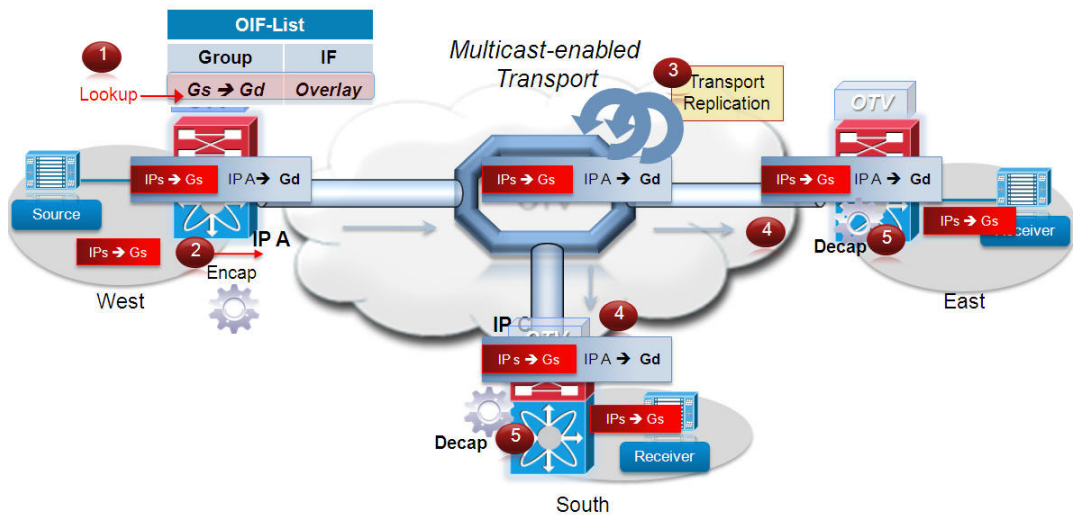 OIF-List
Group IF
Gs ➔ Gd Overlay
1
Lookup
Multicast-enabled
Transport
3
Transport
Replication
OTV
IPs ➔ Gs IP A ➔ Gd
IPs ➔ Gs IP A ➔ Gd
IPs ➔ Gs IP A ➔ Gd
Source
IPs ➔ Gs
2
IP A
Encap
West
OTV
4
Decap
5
IPs ➔ Gs
Receiver
East
IP C
4
OTV
IPs ➔ Gs IP A ➔ Gd
Decap
5
IPs ➔ Gs
Receiver
South